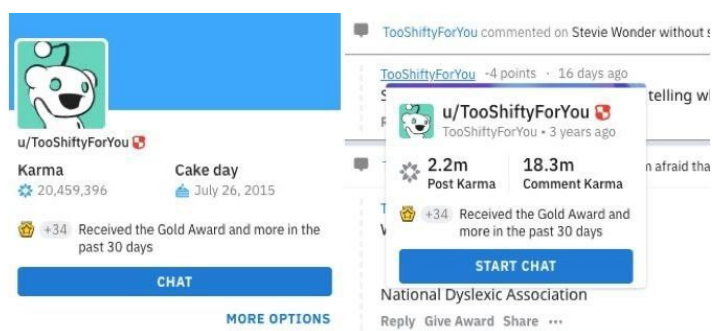 u/TooShiftyForYou
Karma
Cake day
20,459,396
July 26, 2015
+34 Received the Gold Award and more in the
past 30 days
CHAT
MORE OPTIONS
TooShiftyForYou commented on Stevie Wonder without
TooShiftyForYou -4 points · 16 days ago
telling
u/TooShiftyForYou
TooShiftyForYou • 3 years ago
2.2m
18.3m
Post Karma
Comment Karma
afraid tha
+34 Received the Gold Award and
more in the past 30 days
START CHAT
National Dyslexic Association
Reply Give Award Share ···